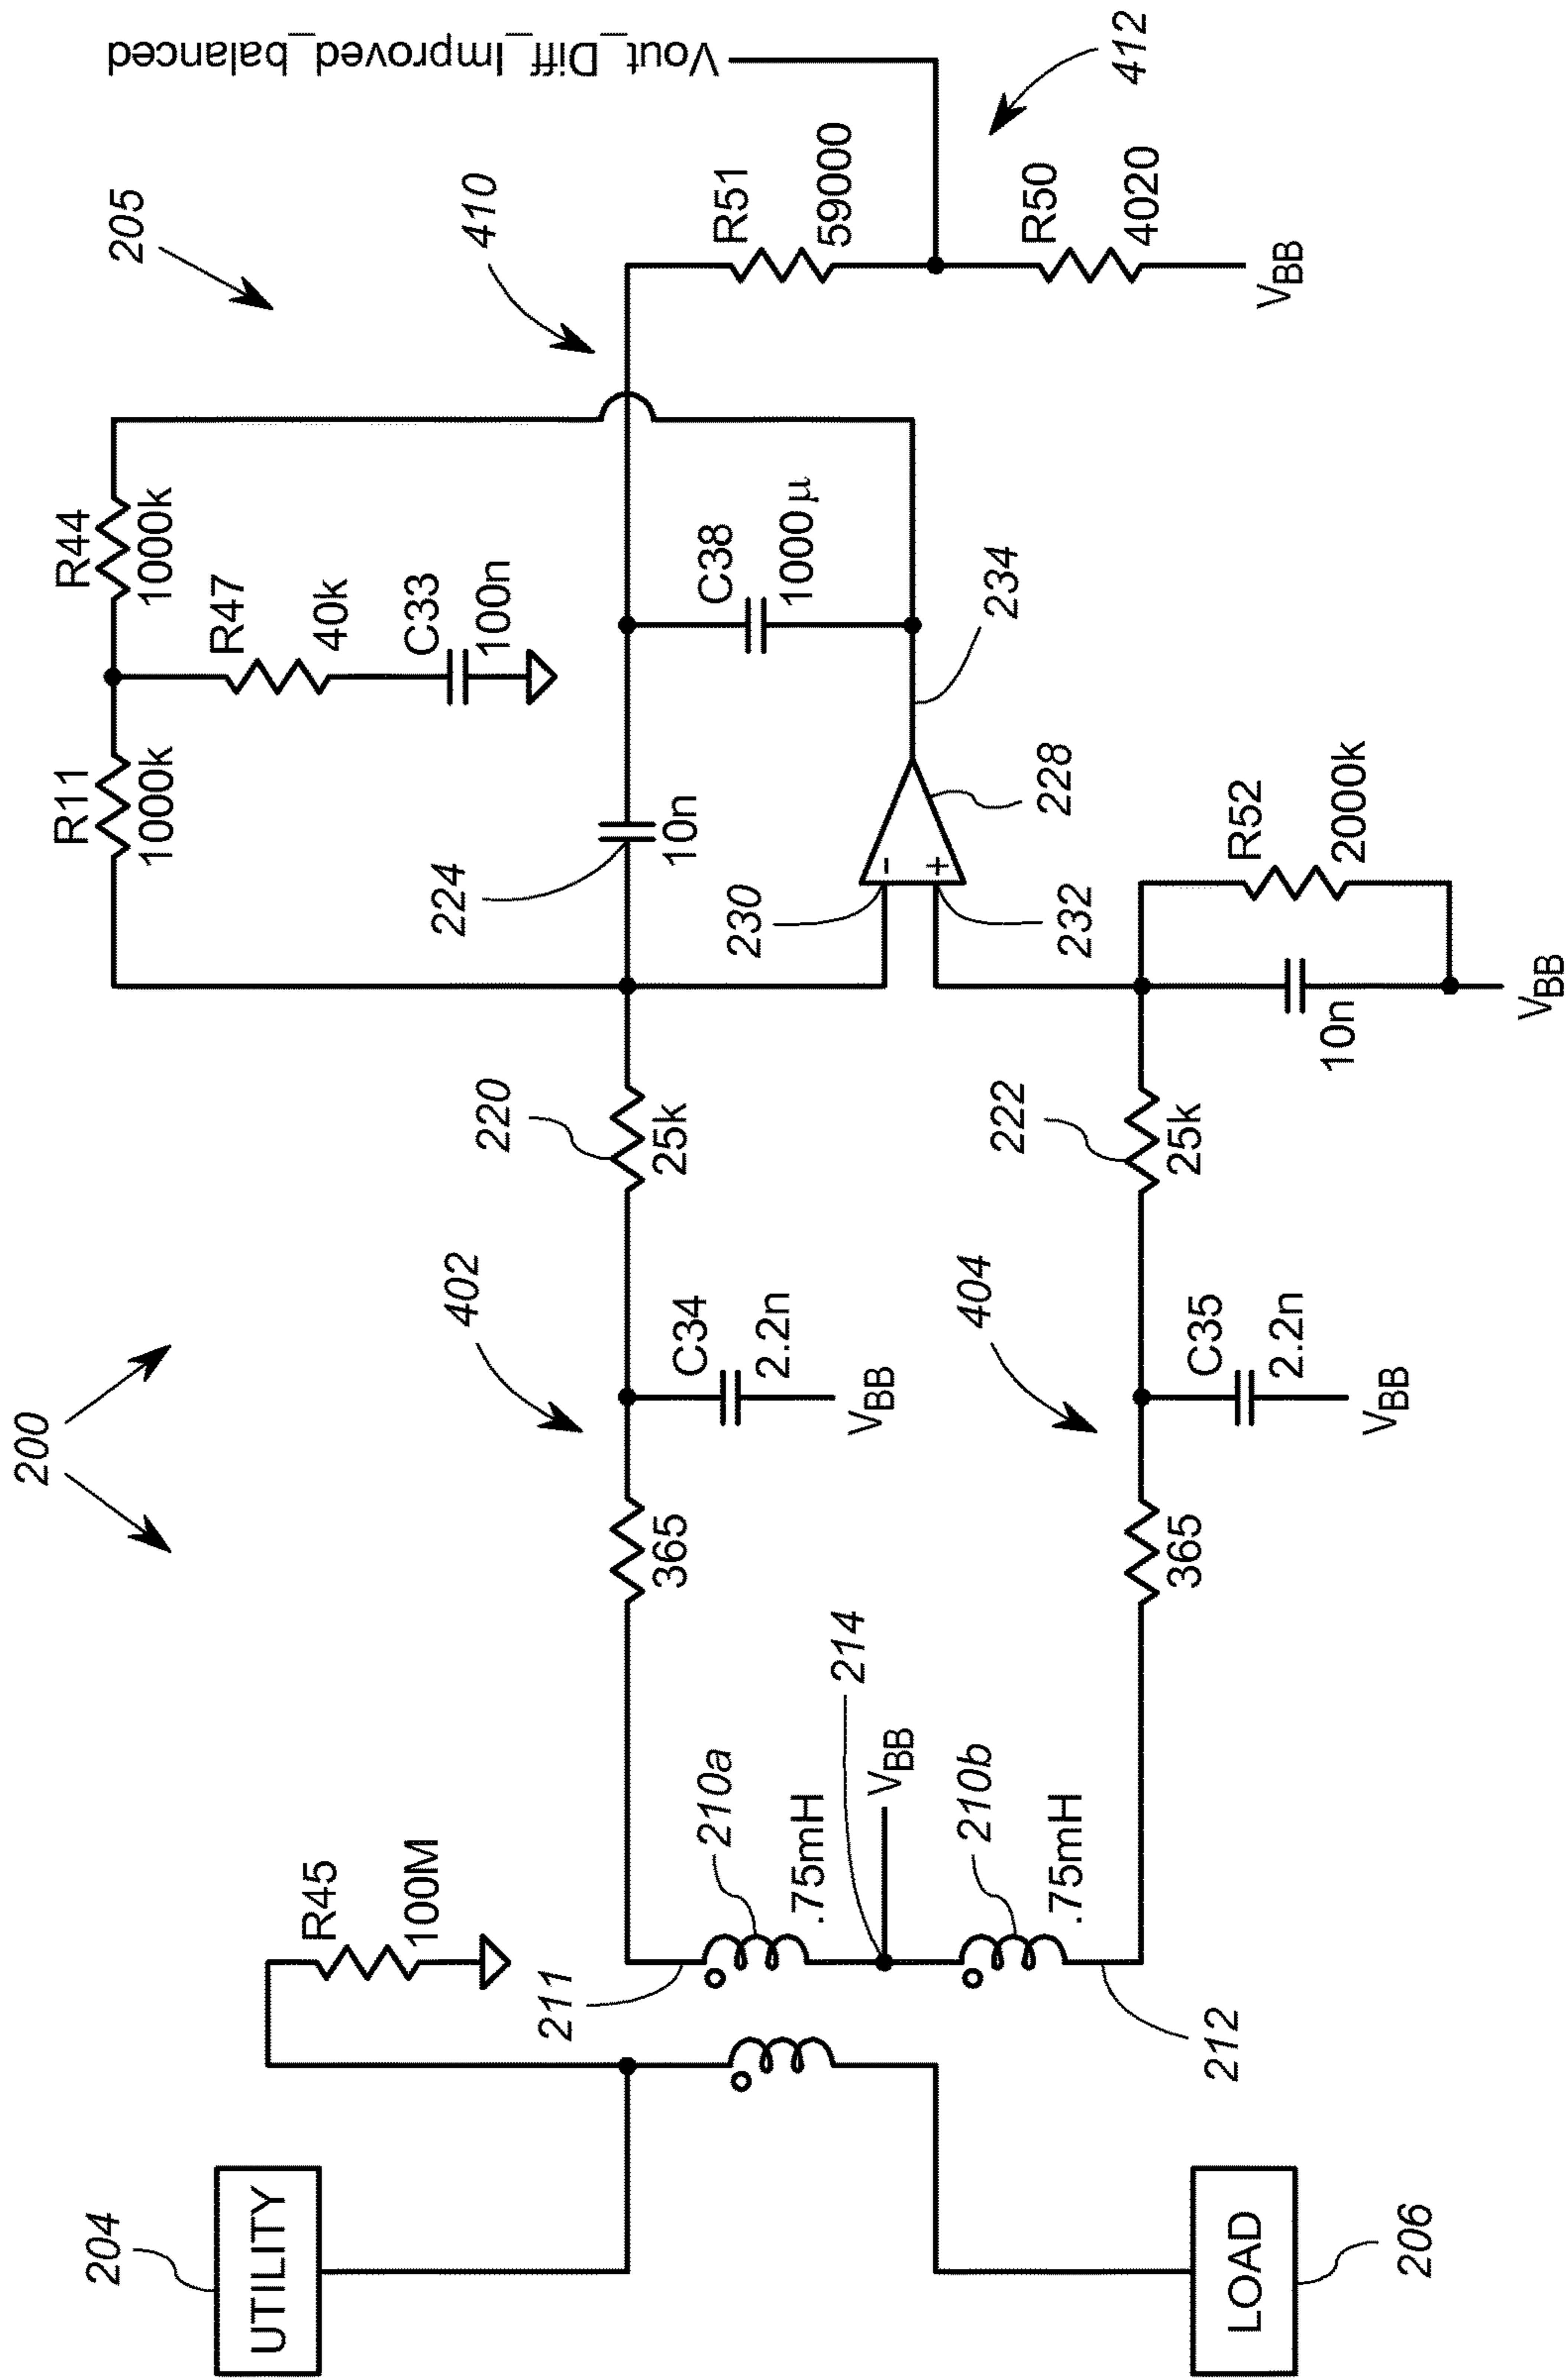 200
205
204
UTILITY
R45
100M
R11
1000k
R44
1000k
R47
40k
C33
100n
Vout_Diff_Improved_balanced
211
210a
.75mH
214
VBB
210b
.75mH
212
365
402
C34
2.2n
VBB
220
25k
224
10n
C38
1000 µ
410
R51
59000
R50
4020
VBB
412
230
232
228
234
365
404
C35
2.2n
VBB
222
25k
-
+
10n
R52
2000k
VBB
LOAD
206